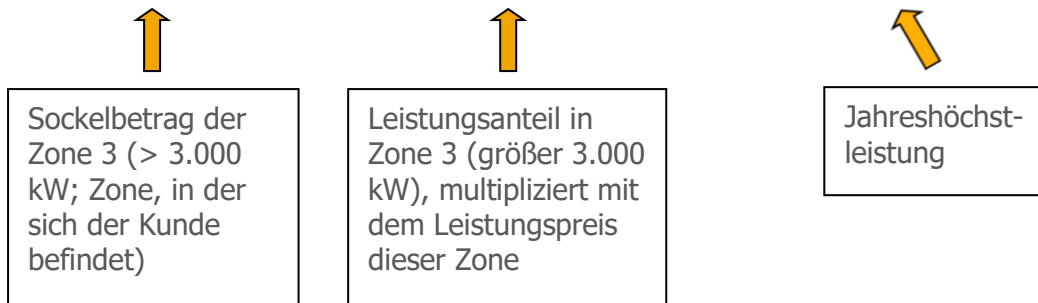 Sockelbetrag der
Zone 3 (> 3.000
kW; Zone, in der
sich der Kunde
befindet)
Leistungsanteil in
Zone 3 (größer 3.000
kW), multipliziert mit
dem Leistungspreis
dieser Zone
Jahreshöchst-
leistung